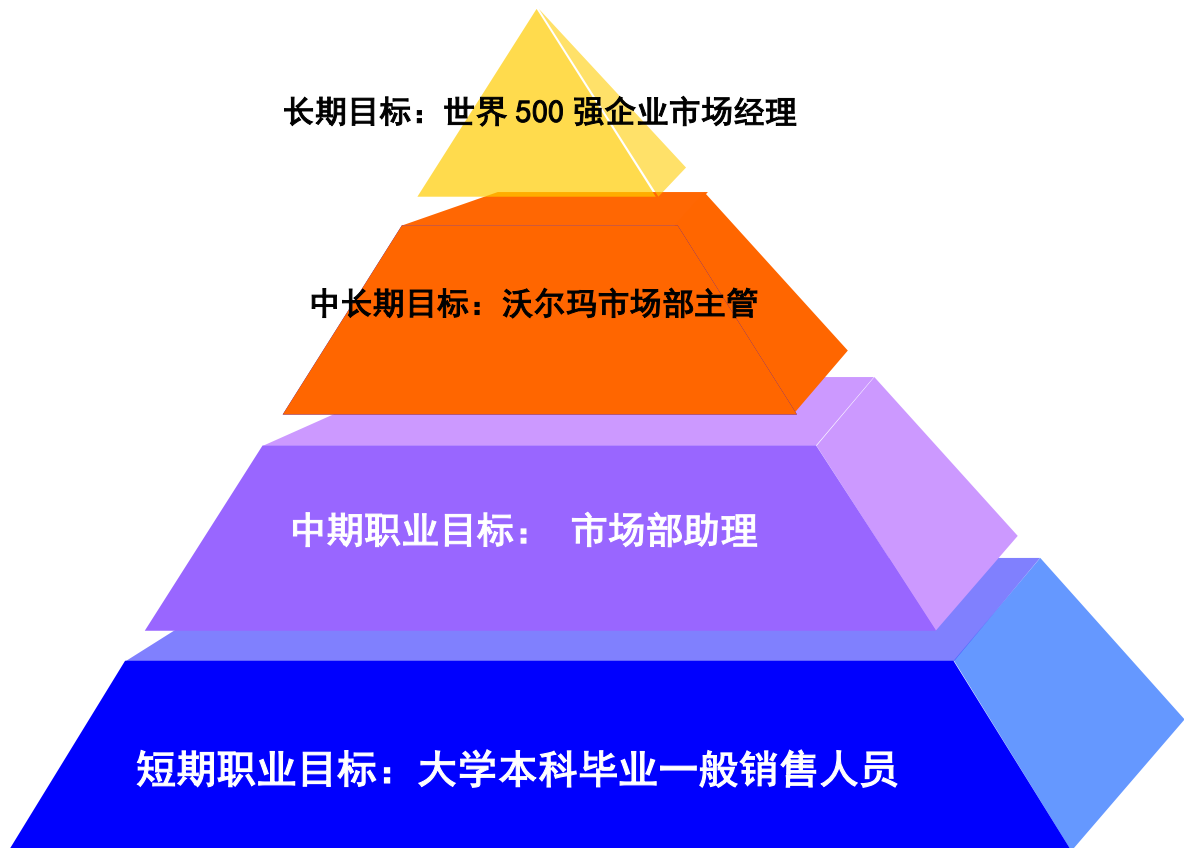 长期目标：世界 500 强企业市场经理
中长期目标：沃尔玛市场部主管
中期职业目标： 市场部助理
短期职业目标：大学本科毕业一般销售人员